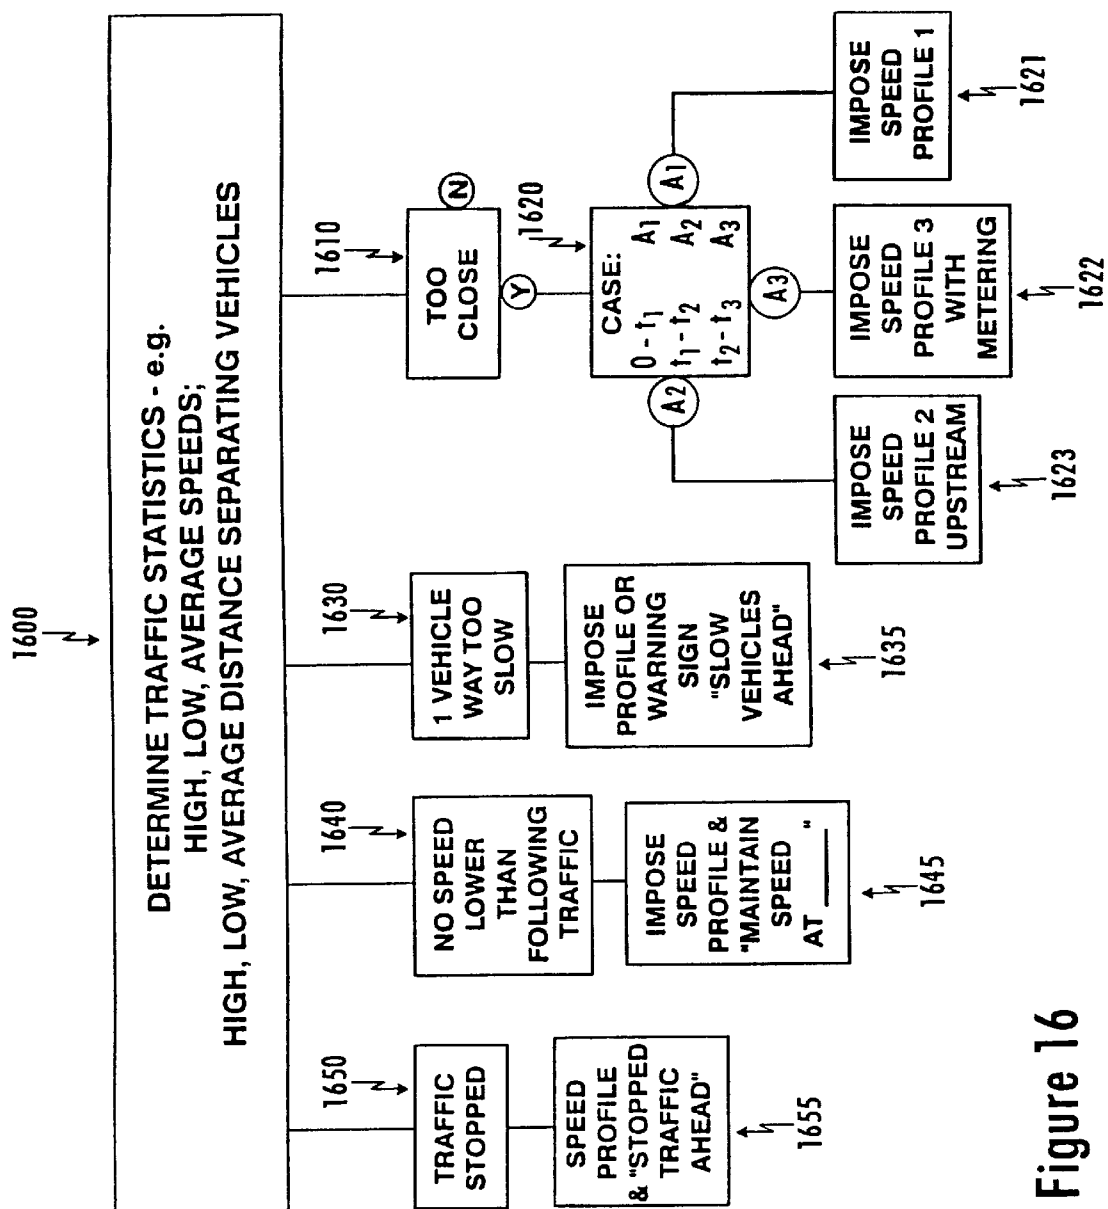 1600
DETERMINE TRAFFIC STATISTICS - e.g.
HIGH, LOW, AVERAGE SPEEDS;
HIGH, LOW, AVERAGE DISTANCE SEPARATING VEHICLES
1650
TRAFFIC
STOPPED
SPEED
PROFILE
& "STOPPED
TRAFFIC
AHEAD"
1655
1640
NO SPEED
LOWER
THAN
FOLLOWING
TRAFFIC
IMPOSE
SPEED
PROFILE &
"MAINTAIN
SPEED
AT ____ "
1645
1630
1 VEHICLE
WAY TOO
SLOW
IMPOSE
PROFILE OR
WARNING
SIGN
"SLOW
VEHICLES
AHEAD"
1635
1610
TOO
CLOSE
N
Y
1620
CASE:
0 - t1 A1
t1 - t2 A2
t2 - t3 A3
A2
A3
A1
IMPOSE
SPEED
PROFILE 2
UPSTREAM
1623
IMPOSE
SPEED
PROFILE 3
WITH
METERING
1622
IMPOSE
SPEED
PROFILE 1
1621
Figure 16